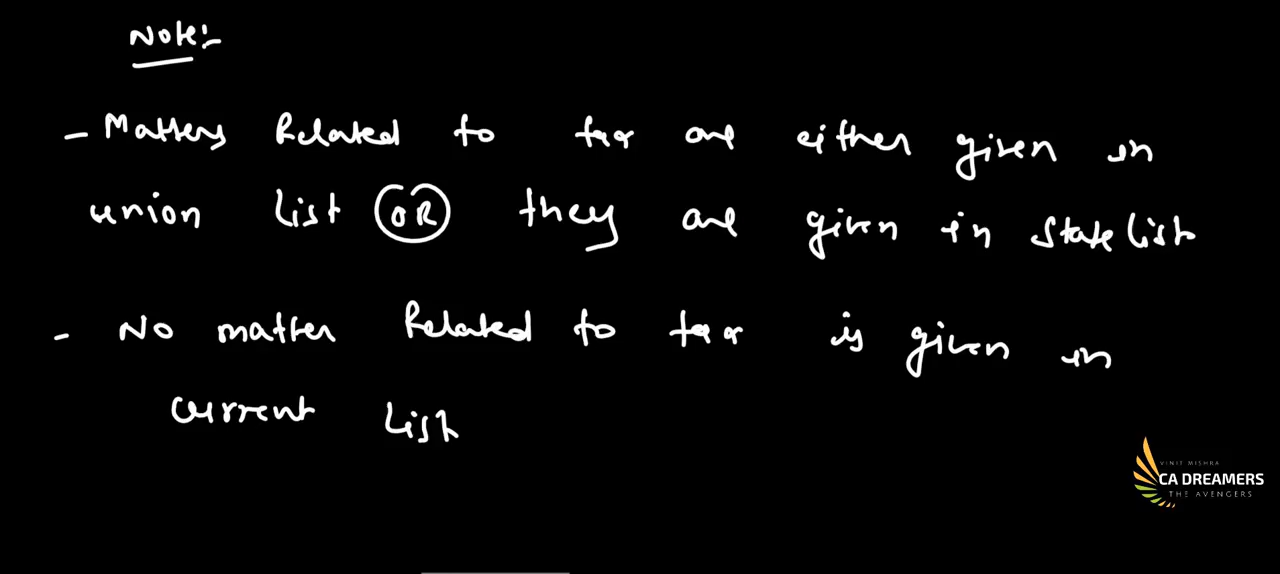 Note:-
- Matters Related to tax are either given in
union list OR they are given in state list
- No matter Related to tax is given in
current list
VINIT MISHRA
CA DREAMERS
THE AVENGERS